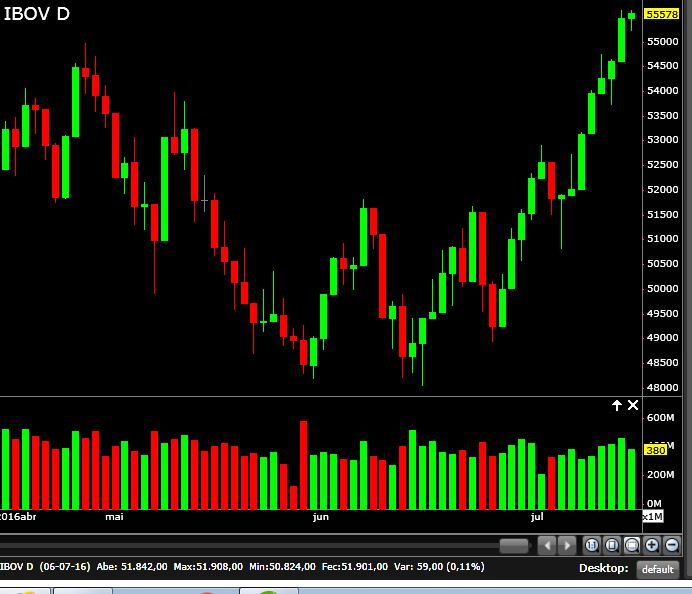 IBOV D
55578
55000
54500
54000
53500
53000
52500
52000
51500
51000
50500
50000
49500
49000
48500
48000
600M
380
200M
0M
2016abr mai jun jul x1M
IBOV D (06-07-16) Abe: 51.842,00 Max:51.908,00 Min:50.824,00 Fec:51.901,00 Var: 59,00 (0,11%)
Desktop: default